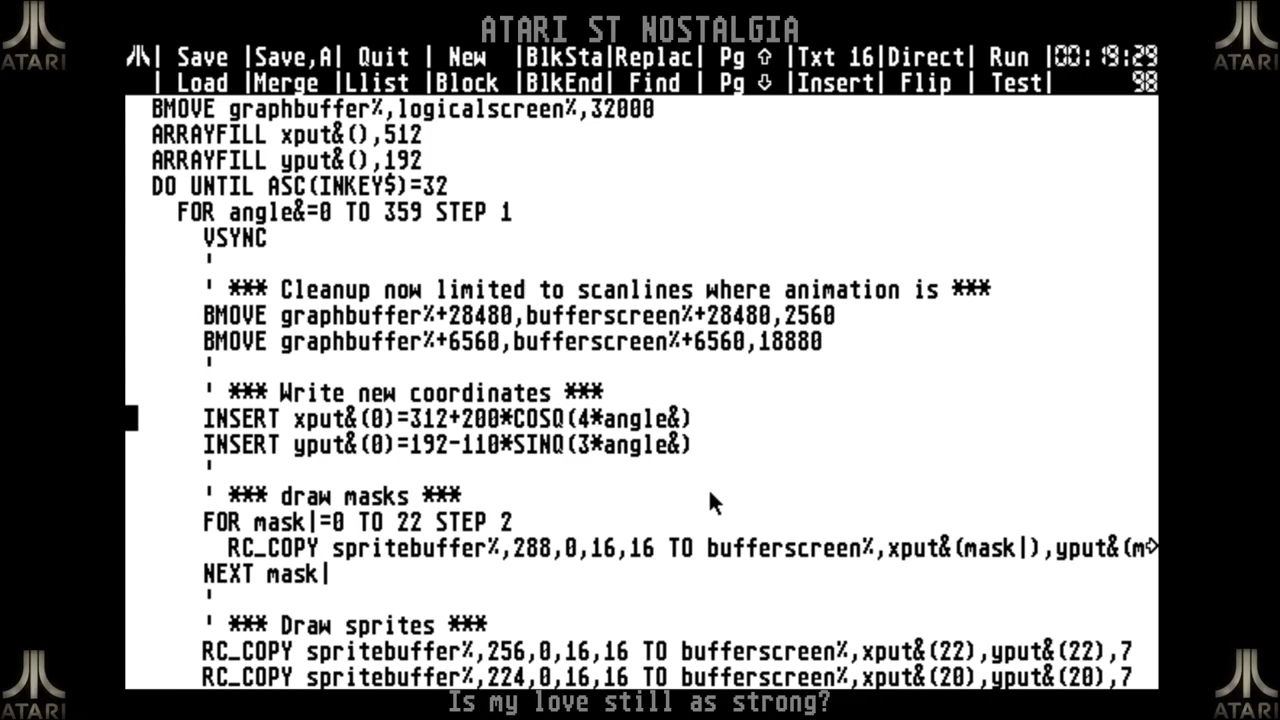 ATARI ST NOSTALGIA
| Save |Save,A| Quit | New |BlkSta|Replac| Pg ⇧ |Txt 16|Direct| Run |00:19:29
| Load |Merge |Llist |Block |BlkEnd| Find | Pg ⇩ |Insert| Flip | Test| 98
BMOVE graphbuffer%,logicalscreen%,32000
ARRAYFILL xput&(),512
ARRAYFILL yput&(),192
DO UNTIL ASC(INKEY$)=32
FOR angle&=0 TO 359 STEP 1
VSYNC
'
' *** Cleanup now limited to scanlines where animation is ***
BMOVE graphbuffer%+28480,bufferscreen%+28480,2560
BMOVE graphbuffer%+6560,bufferscreen%+6560,18880
'
' *** Write new coordinates ***
INSERT xput&(0)=312+200*COSQ(4*angle&)
INSERT yput&(0)=192-110*SINQ(3*angle&)
'
' *** draw masks ***
FOR mask|=0 TO 22 STEP 2
RC_COPY spritebuffer%,288,0,16,16 TO bufferscreen%,xput&(mask|),yput&(m⇨
NEXT mask|
'
' *** Draw sprites ***
RC_COPY spritebuffer%,256,0,16,16 TO bufferscreen%,xput&(22),yput&(22),7
RC_COPY spritebuffer%,224,0,16,16 TO bufferscreen%,xput&(20),yput&(20),7
Is my love still as strong?
ATARI
ATARI
ATARI
ATARI